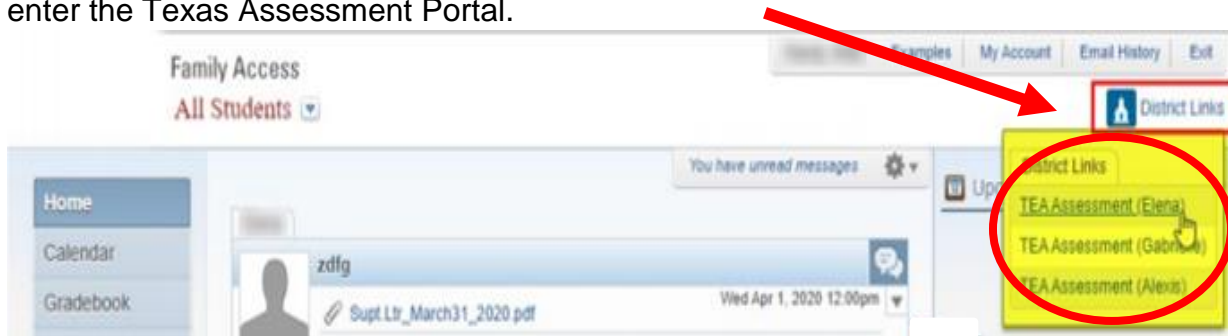 enter the Texas Assessment Portal.
Examples My Account Email History Exit
Family Access
All Students
District Links
You have unread messages
District Links
Home
TEA Assessment (Elena)
Calendar
zdfg
TEA Assessment
Gradebook
Supt.Ltr_March31_2020.pdf
Wed Apr 1, 2020 12:00pm
TEA Assessment (Alexis)